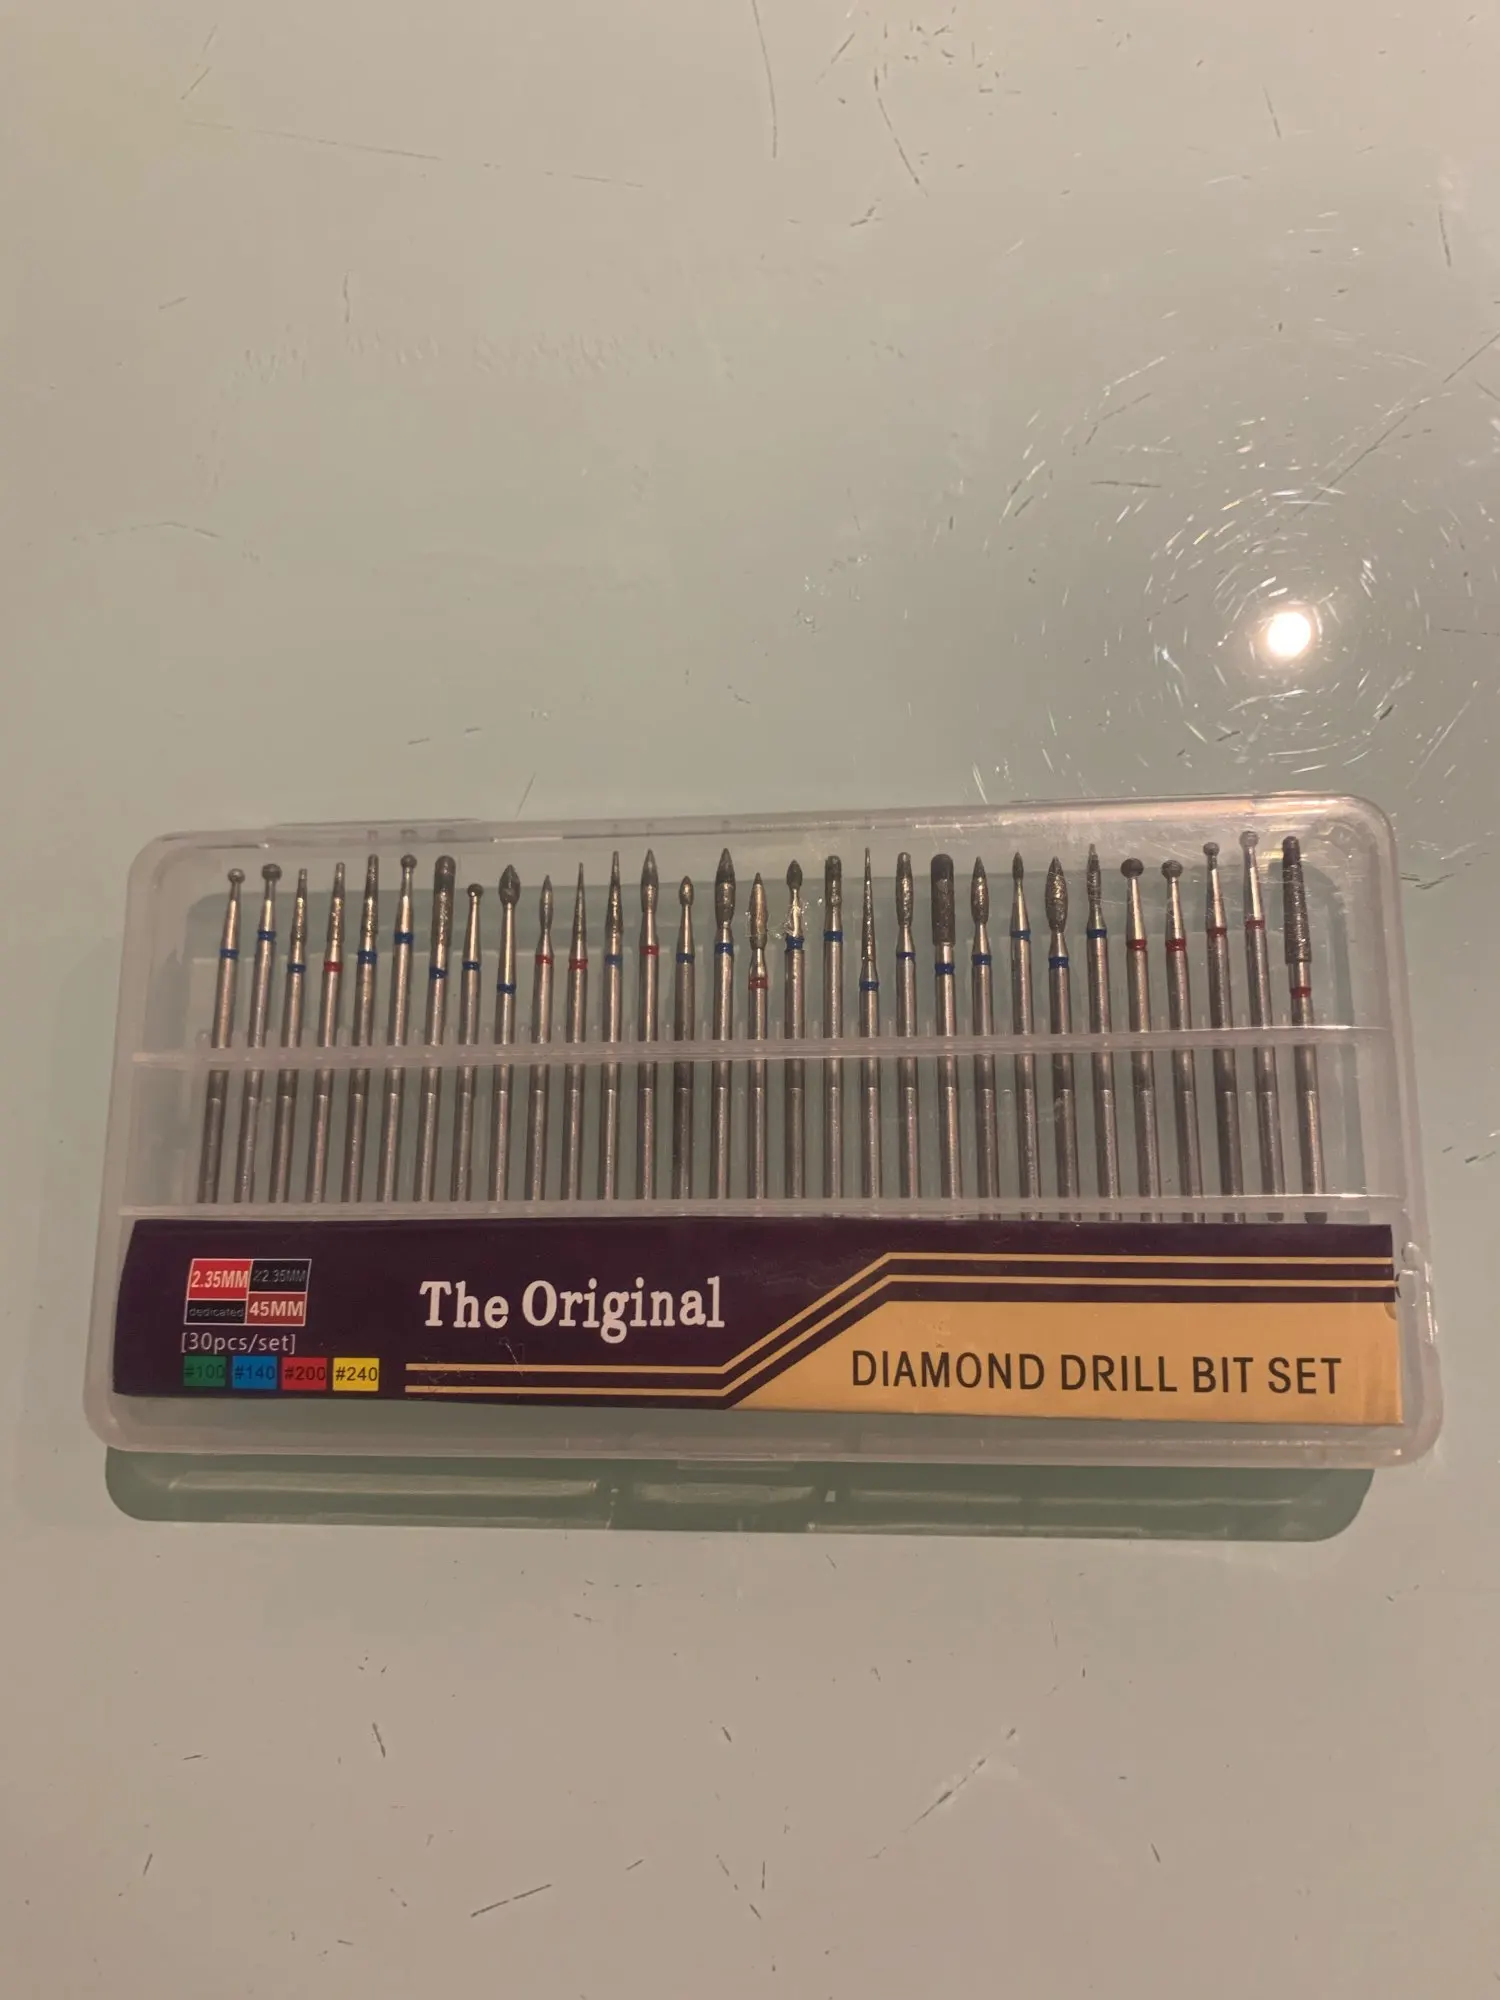 2.35MM 2.35MM
dedicated 45MM
[30pcs/set]
#100 #140 #200 #240
The Original
DIAMOND DRILL BIT SET